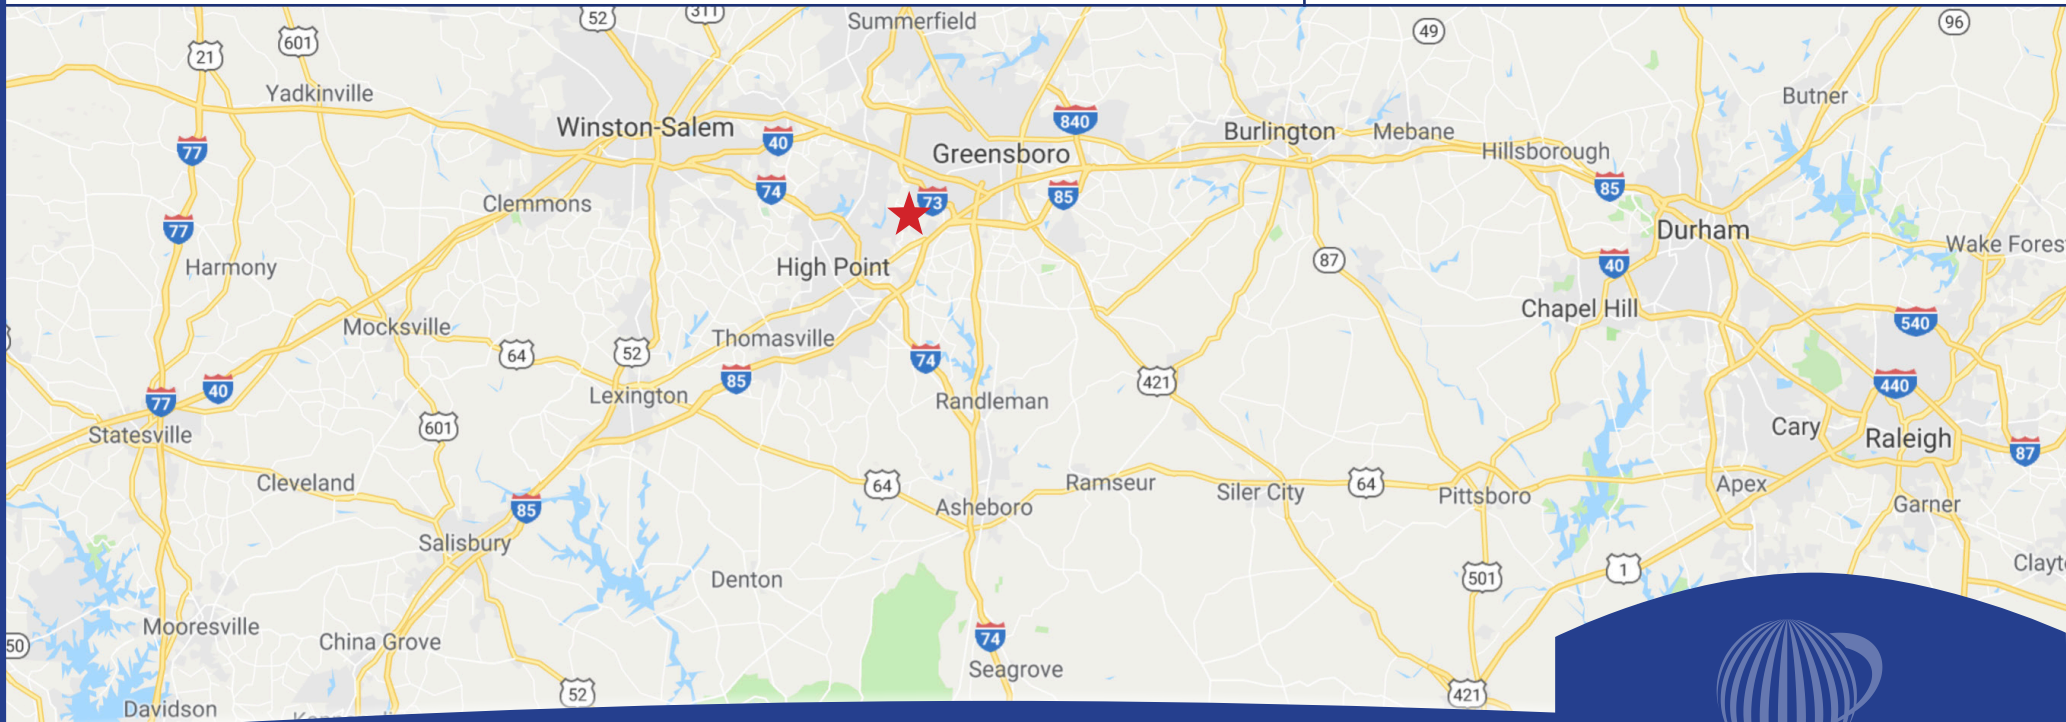 52
311
Summerfield
49
96
601
21
Yadkinville
Butner
Winston-Salem
840
Burlington
Mebane
40
Greensboro
77
Hillsborough
74
73
85
85
Clemmons
77
Durham
Wake Fores
87
Harmony
High Point
40
Chapel Hill
540
Mocksville
Thomasville
64
52
74
85
421
440
77
40
Lexington
Randleman
601
Cary
Raleigh
Statesville
87
Cleveland
64
Ramseur
64
Siler City
Pittsboro
Apex
85
Asheboro
Garner
Salisbury
Denton
501
1
Clayt
Mooresville
China Grove
74
50
Seagrove
52
421
Davidson